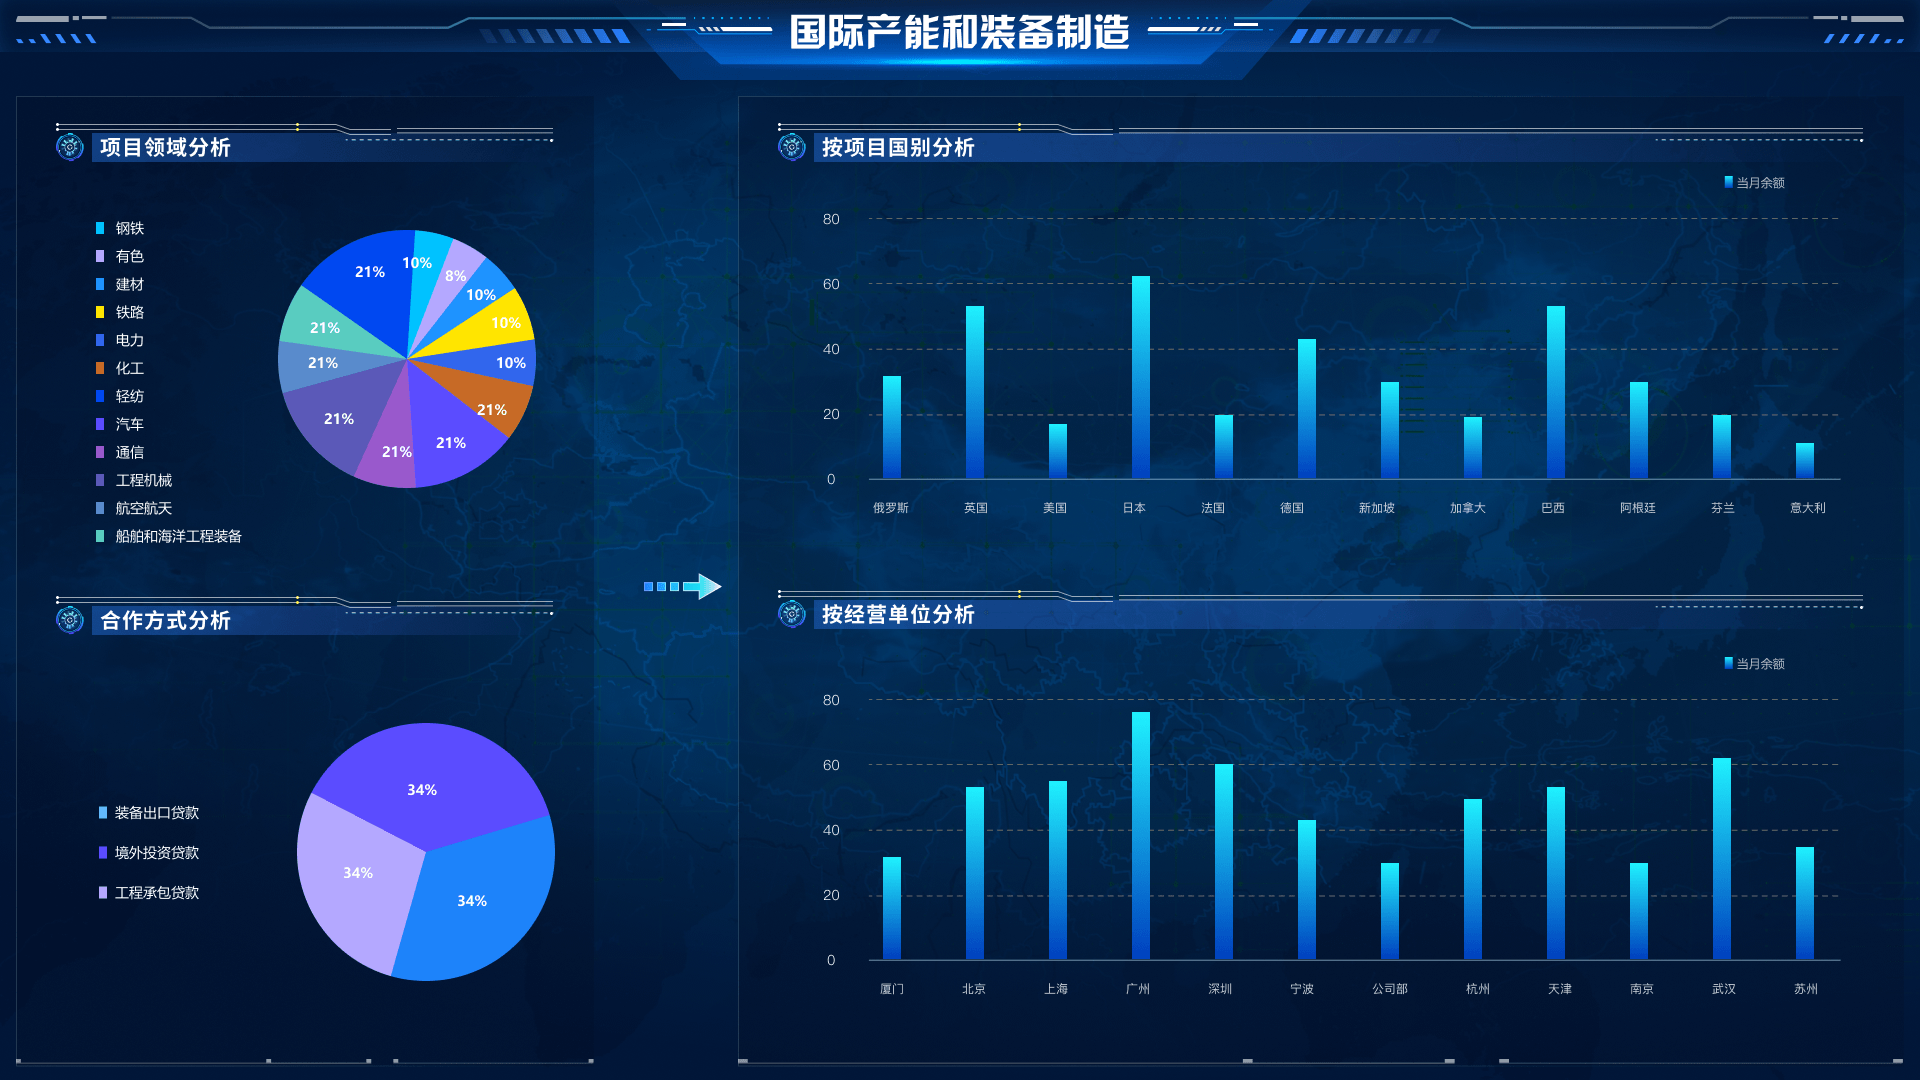 国际产能和装备制造
项目领域分析
钢铁
有色
建材
铁路
电力
化工
轻纺
汽车
通信
工程机械
航空航天
船舶和海洋工程装备
10%
8%
10%
10%
10%
21%
21%
21%
21%
21%
21%
21%
合作方式分析
装备出口贷款
境外投资贷款
工程承包贷款
34%
34%
34%
按项目国别分析
当月余额
80
60
40
20
0
俄罗斯 英国 美国 日本 法国 德国 新加坡 加拿大 巴西 阿根廷 芬兰 意大利
按经营单位分析
当月余额
80
60
40
20
0
厦门 北京 上海 广州 深圳 宁波 公司部 杭州 天津 南京 武汉 苏州